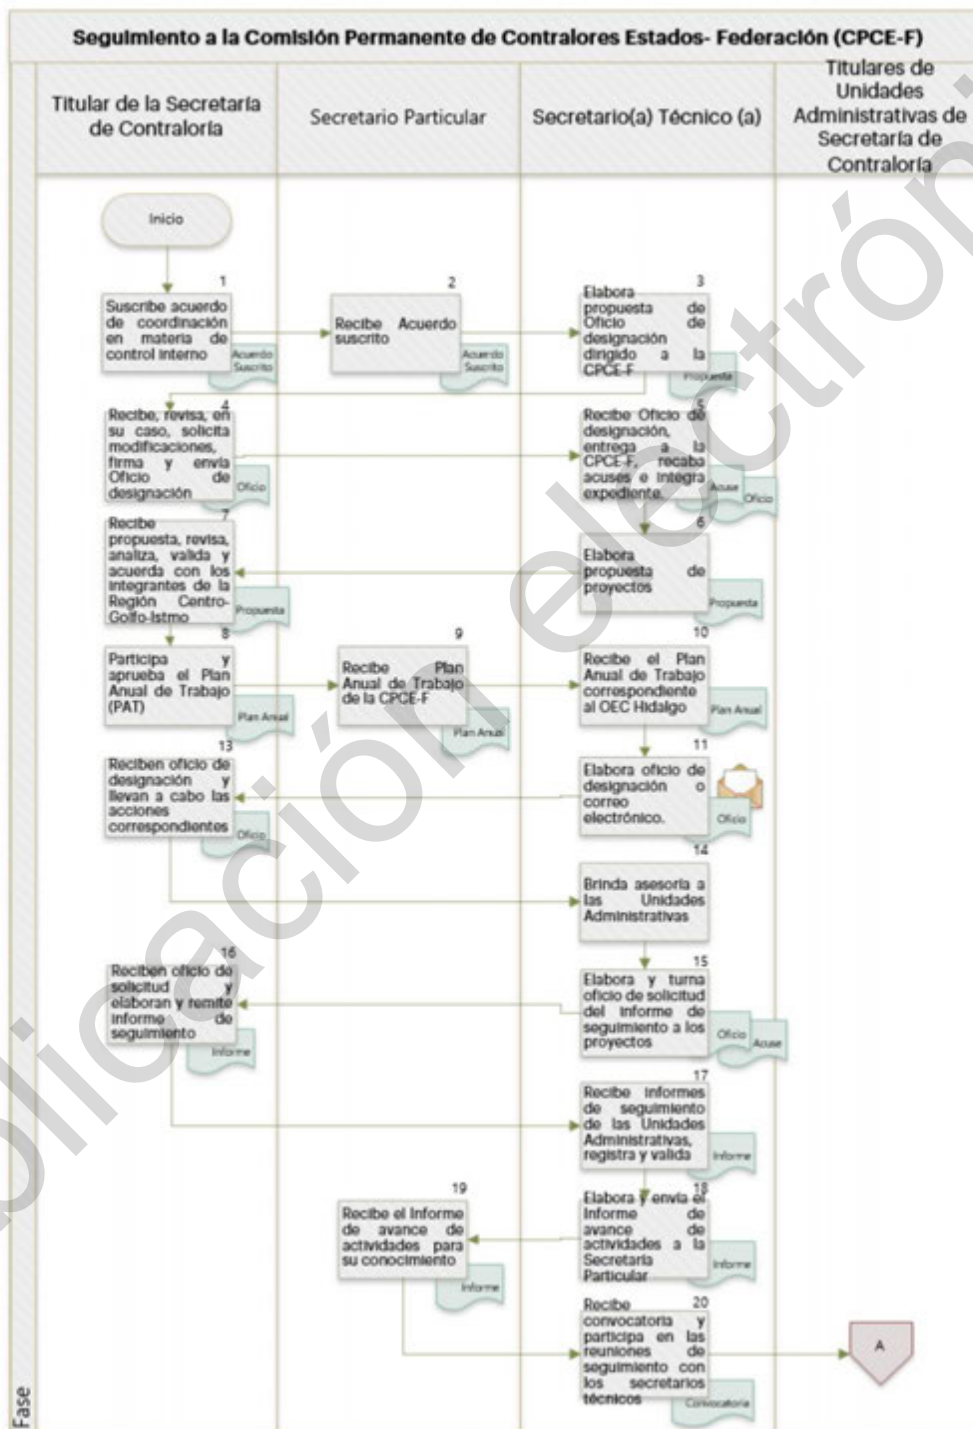 Seguimiento a la Comisión Permanente de Contralores Estados- Federación (CPCE-F)
Titular de la Secretaría
de Contraloría
Secretario Particular
Secretario(a) Técnico (a)
Titulares de
Unidades
Administrativas de
Secretaría de
Contraloría
Inicio
1
Suscribe acuerdo
de coordinación
en materia de
control interno
Acuerdo
Suscrito
2
Recibe Acuerdo
suscrito
Acuerdo
Suscrito
3
Elabora
propuesta de
Oficio de
designación
dirigido a la
CPCE-F
Propuesta
4
Recibe, revisa, en
su caso, solicita
modificaciones,
firma y envía
Oficio de
designación
Oficio
5
Recibe Oficio de
designación,
entrega a la
CPCE-F, recaba
acuses e integra
expediente.
Acuse
Oficio
6
Elabora
propuesta de
proyectos
Propuesta
7
Recibe
propuesta, revisa,
analiza, valida y
acuerda con los
integrantes de la
Región Centro-
Golfo-Istmo
Propuesta
8
Participa y
aprueba el Plan
Anual de Trabajo
(PAT)
Plan Anual
9
Recibe Plan
Anual de Trabajo
de la CPCE-F
Plan Anual
10
Recibe el Plan
Anual de Trabajo
correspondiente
al OEC Hidalgo
Plan Anual
11
Elabora oficio de
designación o
correo
electrónico.
Oficio
13
Reciben oficio de
designación y
llevan a cabo las
acciones
correspondientes
Oficio
14
Brinda asesoría a
las Unidades
Administrativas
15
Elabora y turna
oficio de solicitud
del informe de
seguimiento a los
proyectos
Oficio
Acuse
16
Reciben oficio de
solicitud y
elaboran y remite
informe de
seguimiento
Informe
17
Recibe informes
de seguimiento
de las Unidades
Administrativas,
registra y valida
Informe
18
Elabora y envía el
Informe de
avance de
actividades a la
Secretaría
Particular
Informe
19
Recibe el Informe
de avance de
actividades para
su conocimiento
Informe
20
Recibe
convocatoria y
participa en las
reuniones de
seguimiento con
los secretarios
técnicos
Convocatoria
A
Fase